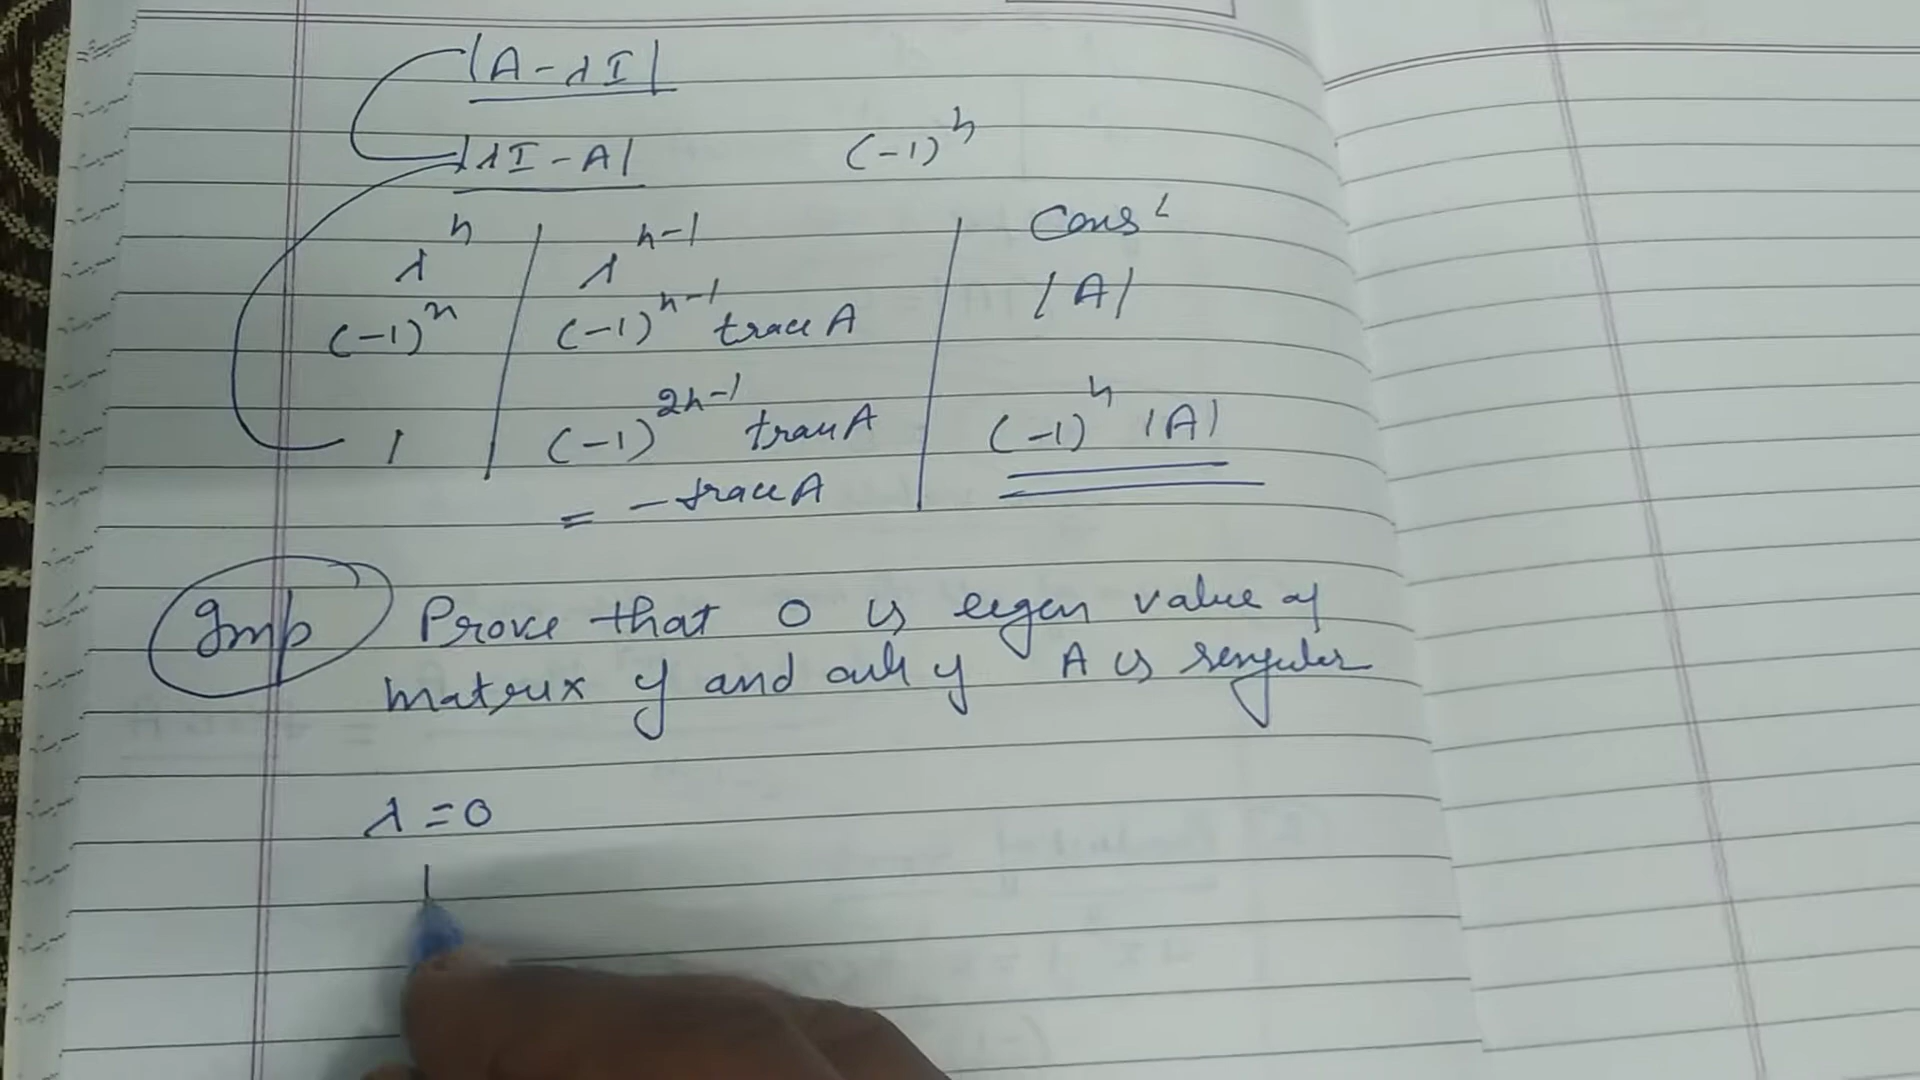 |A - λI|
|λI - A| (-1)^n
λ^n | λ^{n-1} | Cons
(-1)^n | (-1)^{n-1} trace A | |A|
1 | (-1)^{2n-1} trace A | (-1)^n |A|
= - trace A
Imp Prove that 0 is eigen value of
matrix if and only if A is singular
λ = 0
|